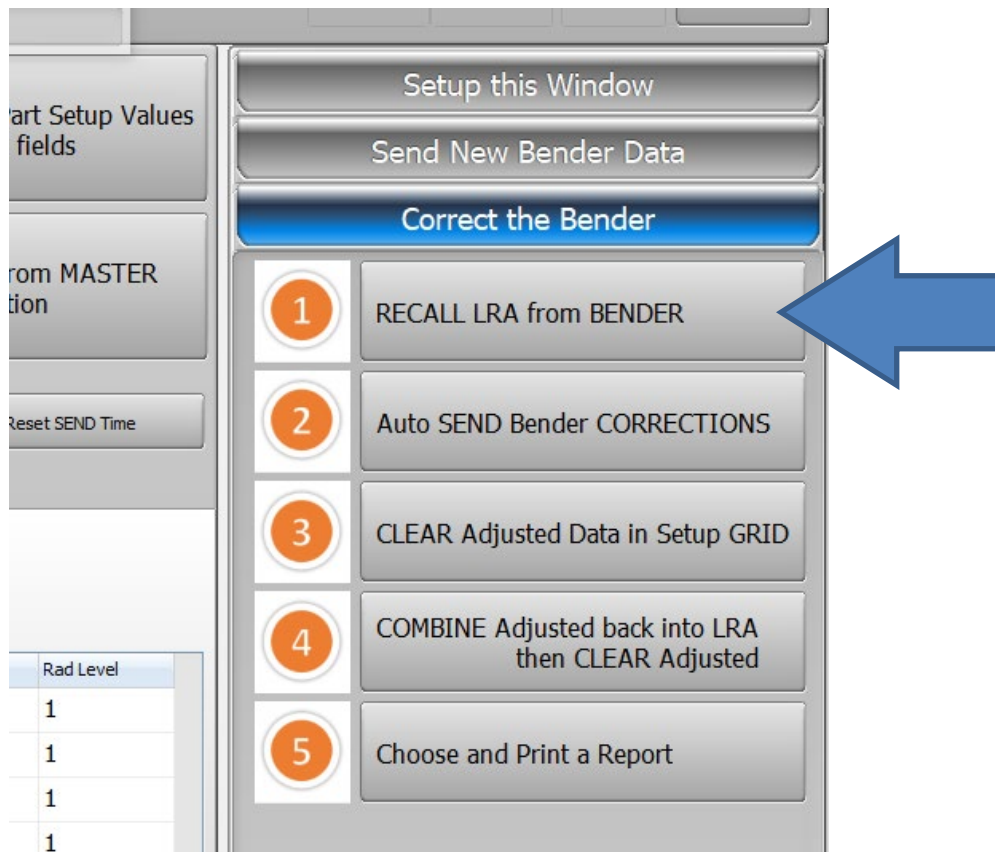 art Setup Values
fields
rom MASTER
tion
Reset SEND Time
Rad Level
1
1
1
1
Setup this Window
Send New Bender Data
Correct the Bender
1 RECALL LRA from BENDER
2 Auto SEND Bender CORRECTIONS
3 CLEAR Adjusted Data in Setup GRID
4 COMBINE Adjusted back into LRA
then CLEAR Adjusted
5 Choose and Print a Report